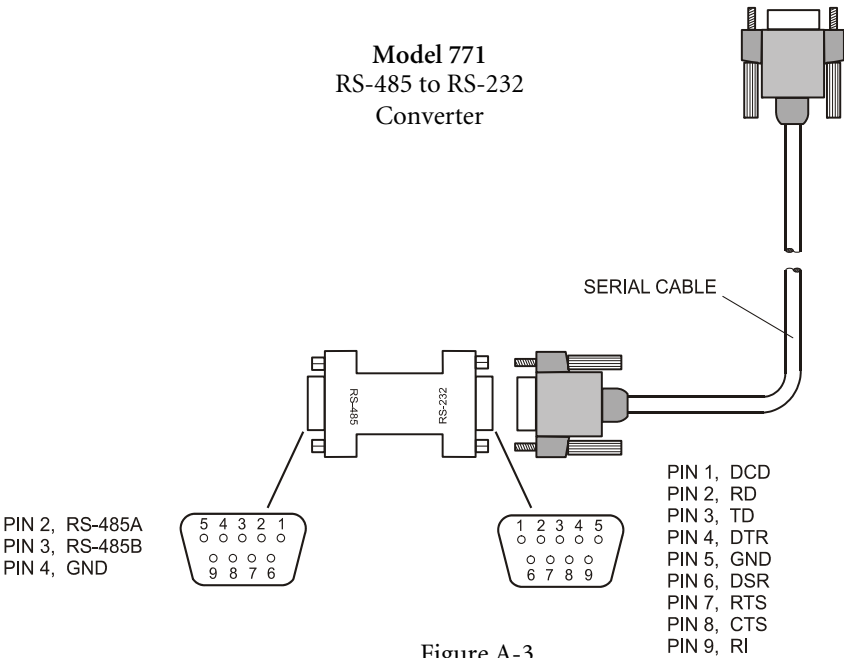 Model 771
RS-485 to RS-232
Converter
SERIAL CABLE
RS-485
RS-232
PIN 2, RS-485A
PIN 3, RS-485B
PIN 4, GND
5 4 3 2 1
9 8 7 6
1 2 3 4 5
6 7 8 9
PIN 1, DCD
PIN 2, RD
PIN 3, TD
PIN 4, DTR
PIN 5, GND
PIN 6, DSR
PIN 7, RTS
PIN 8, CTS
PIN 9, RI
Figure A-3